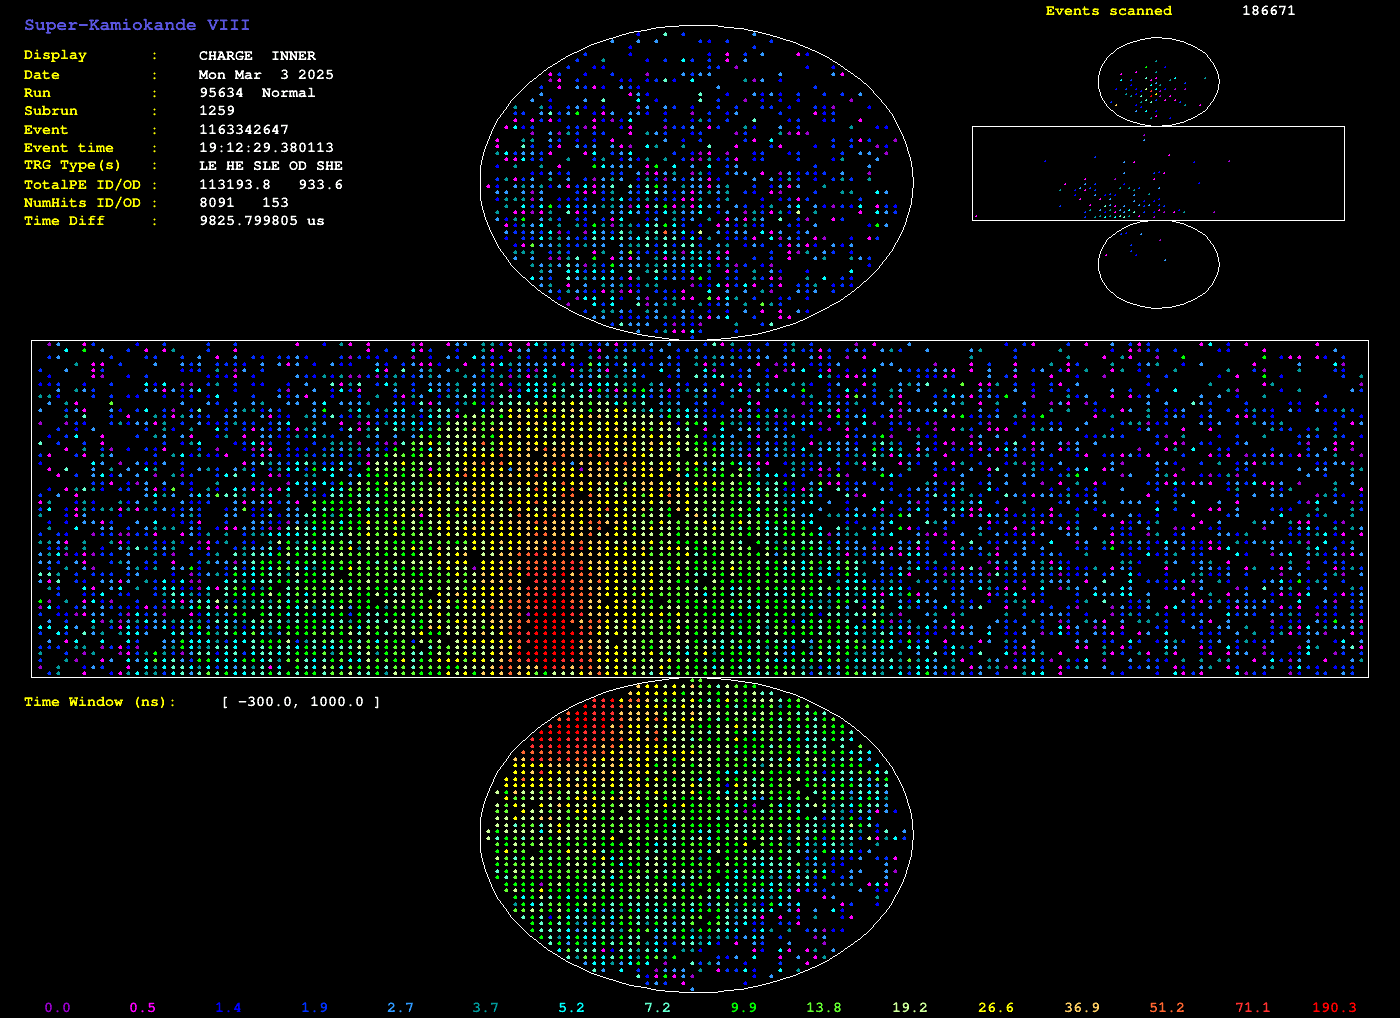 Super-Kamiokande VIII
Events scanned 186671
Display : CHARGE INNER
Date : Mon Mar 3 2025
Run : 95634 Normal
Subrun : 1259
Event : 1163342647
Event time : 19:12:29.380113
TRG Type(s) : LE HE SLE OD SHE
TotalPE ID/OD : 113193.8 933.6
NumHits ID/OD : 8091 153
Time Diff : 9825.799805 us
Time Window (ns): [ -300.0, 1000.0 ]
0.0 0.5 1.4 1.9 2.7 3.7 5.2 7.2 9.9 13.8 19.2 26.6 36.9 51.2 71.1 190.3